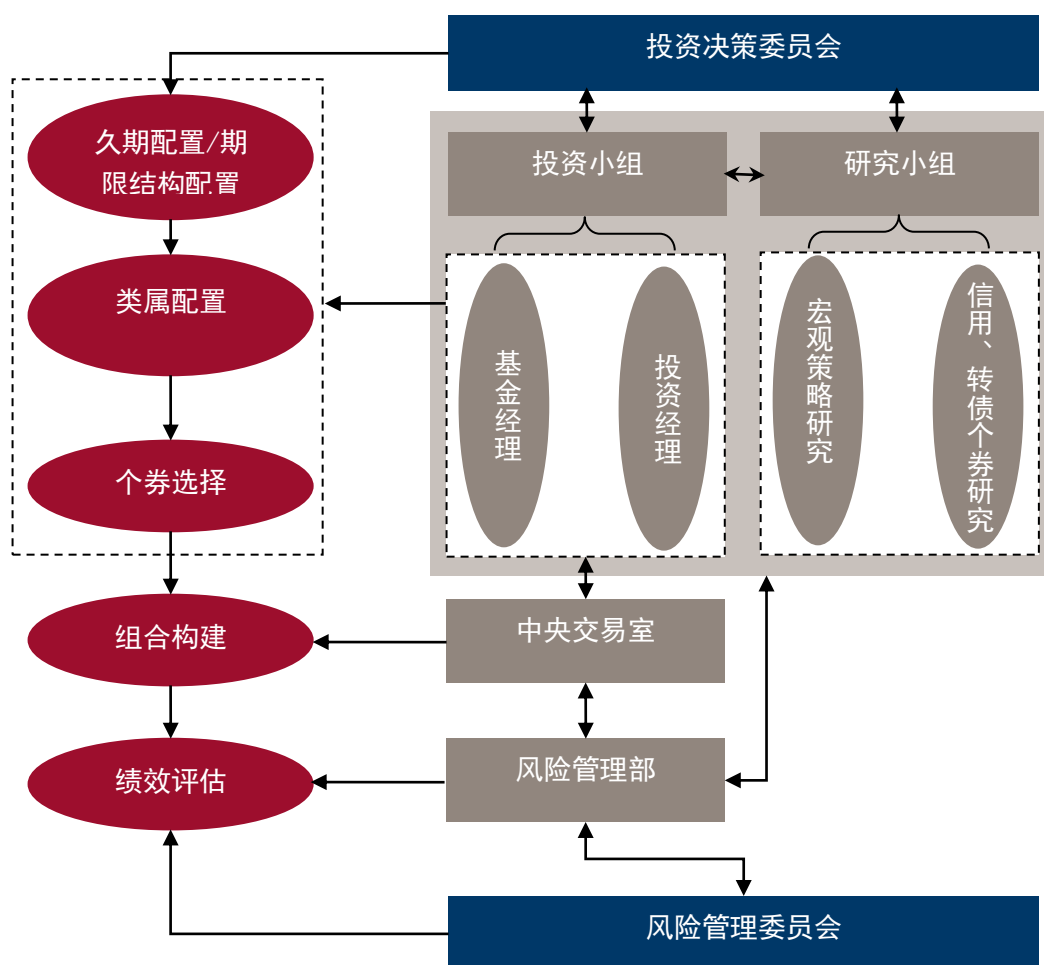 投资决策委员会
久期配置/期
限结构配置
投资小组
研究小组
类属配置
基金经理
投资经理
宏观策略研究
信用、转债个券研究
个券选择
组合构建
中央交易室
绩效评估
风险管理部
风险管理委员会